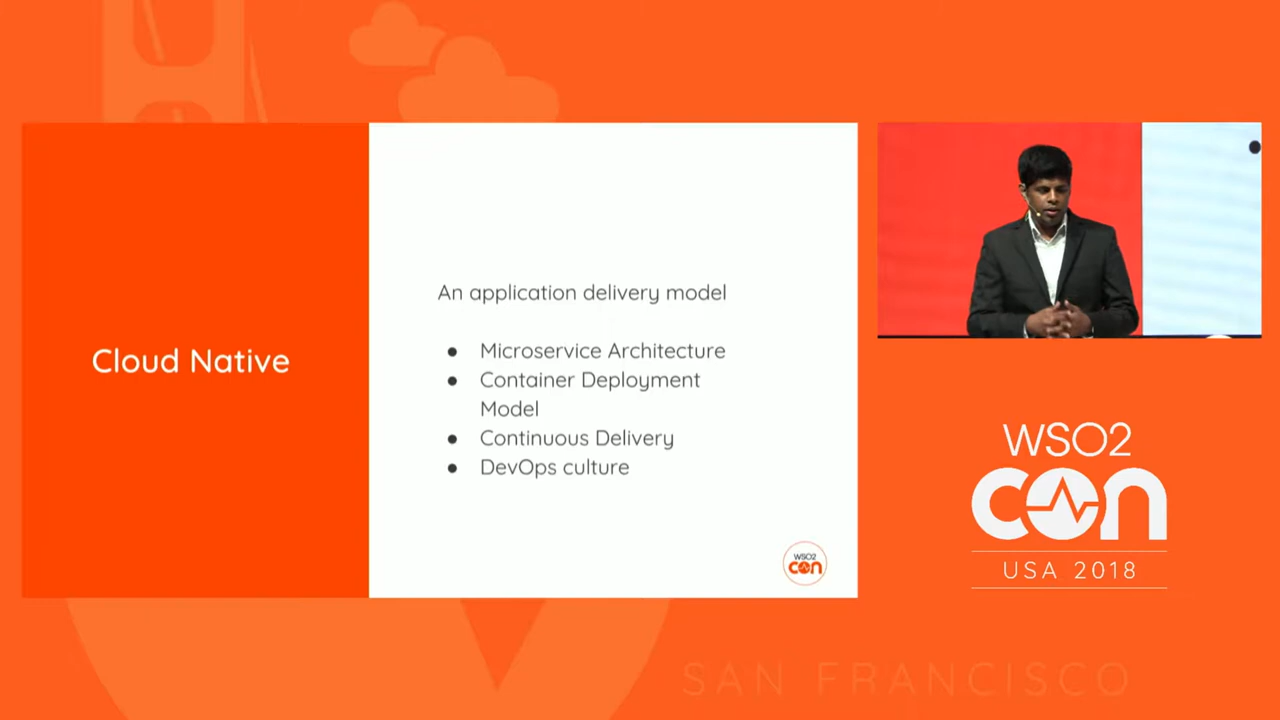 Cloud Native
An application delivery model
● Microservice Architecture
● Container Deployment
Model
● Continuous Delivery
● DevOps culture
WSO2
con
WSO2
con
USA 2018
SAN FRANCISCO